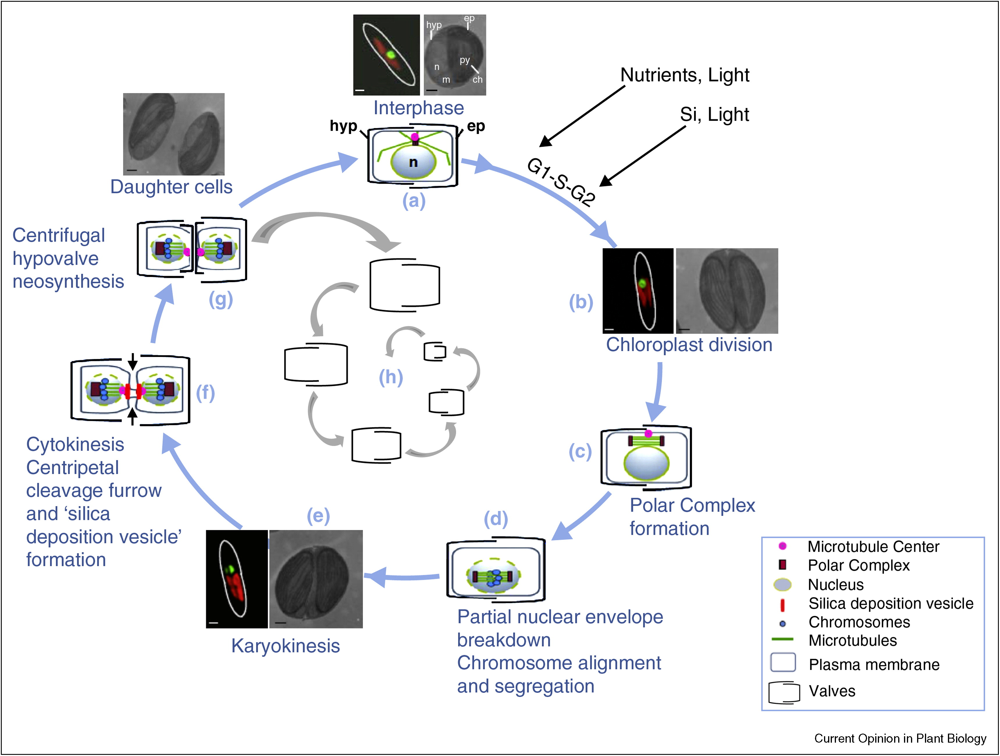 hyp
ep
n
py
m
ch
Interphase
hyp
ep
n
(a)
Nutrients, Light
Si, Light
G1-S-G2
Daughter cells
Centrifugal
hypovalve
neosynthesis
(g)
(b)
Chloroplast division
(h)
(f)
Cytokinesis
Centripetal
cleavage furrow
and ‘silica
deposition vesicle’
formation
(c)
Polar Complex
formation
(d)
Partial nuclear envelope
breakdown
Chromosome alignment
and segregation
(e)
Karyokinesis
Microtubule Center
Polar Complex
Nucleus
Silica deposition vesicle
Chromosomes
Microtubules
Plasma membrane
Valves
Current Opinion in Plant Biology